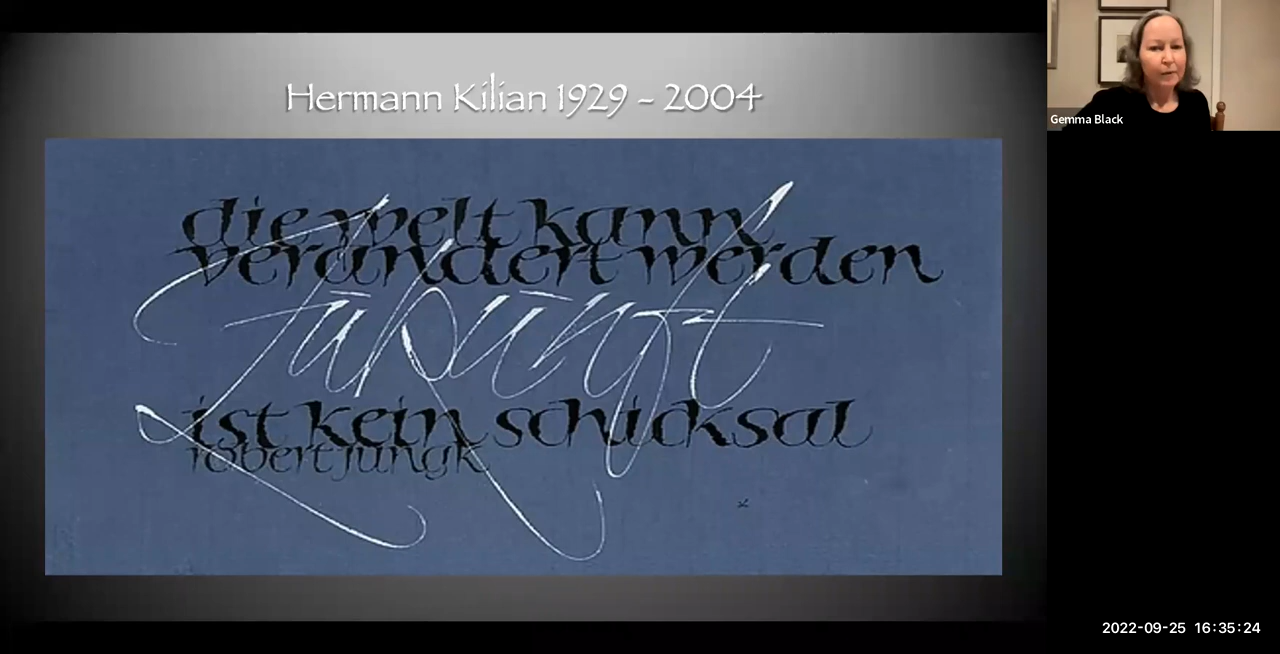 Hermann Kilian 1929 - 2004
Gemma Black
die welt kann
verändert werden
zukunft
ist kein schicksal
robert jungk
2022-09-25 16:35:24